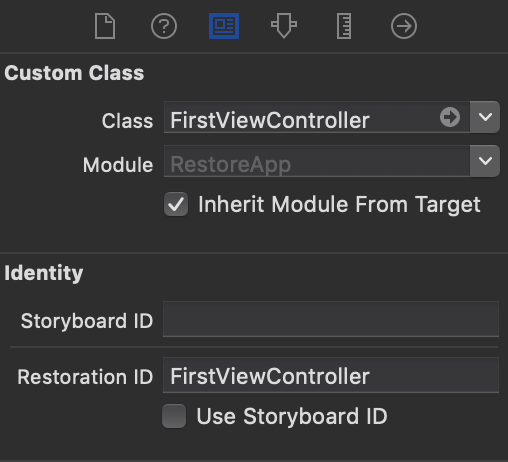 Custom Class
Class FirstViewController
Module RestoreApp
Inherit Module From Target
Identity
Storyboard ID
Restoration ID FirstViewController
Use Storyboard ID